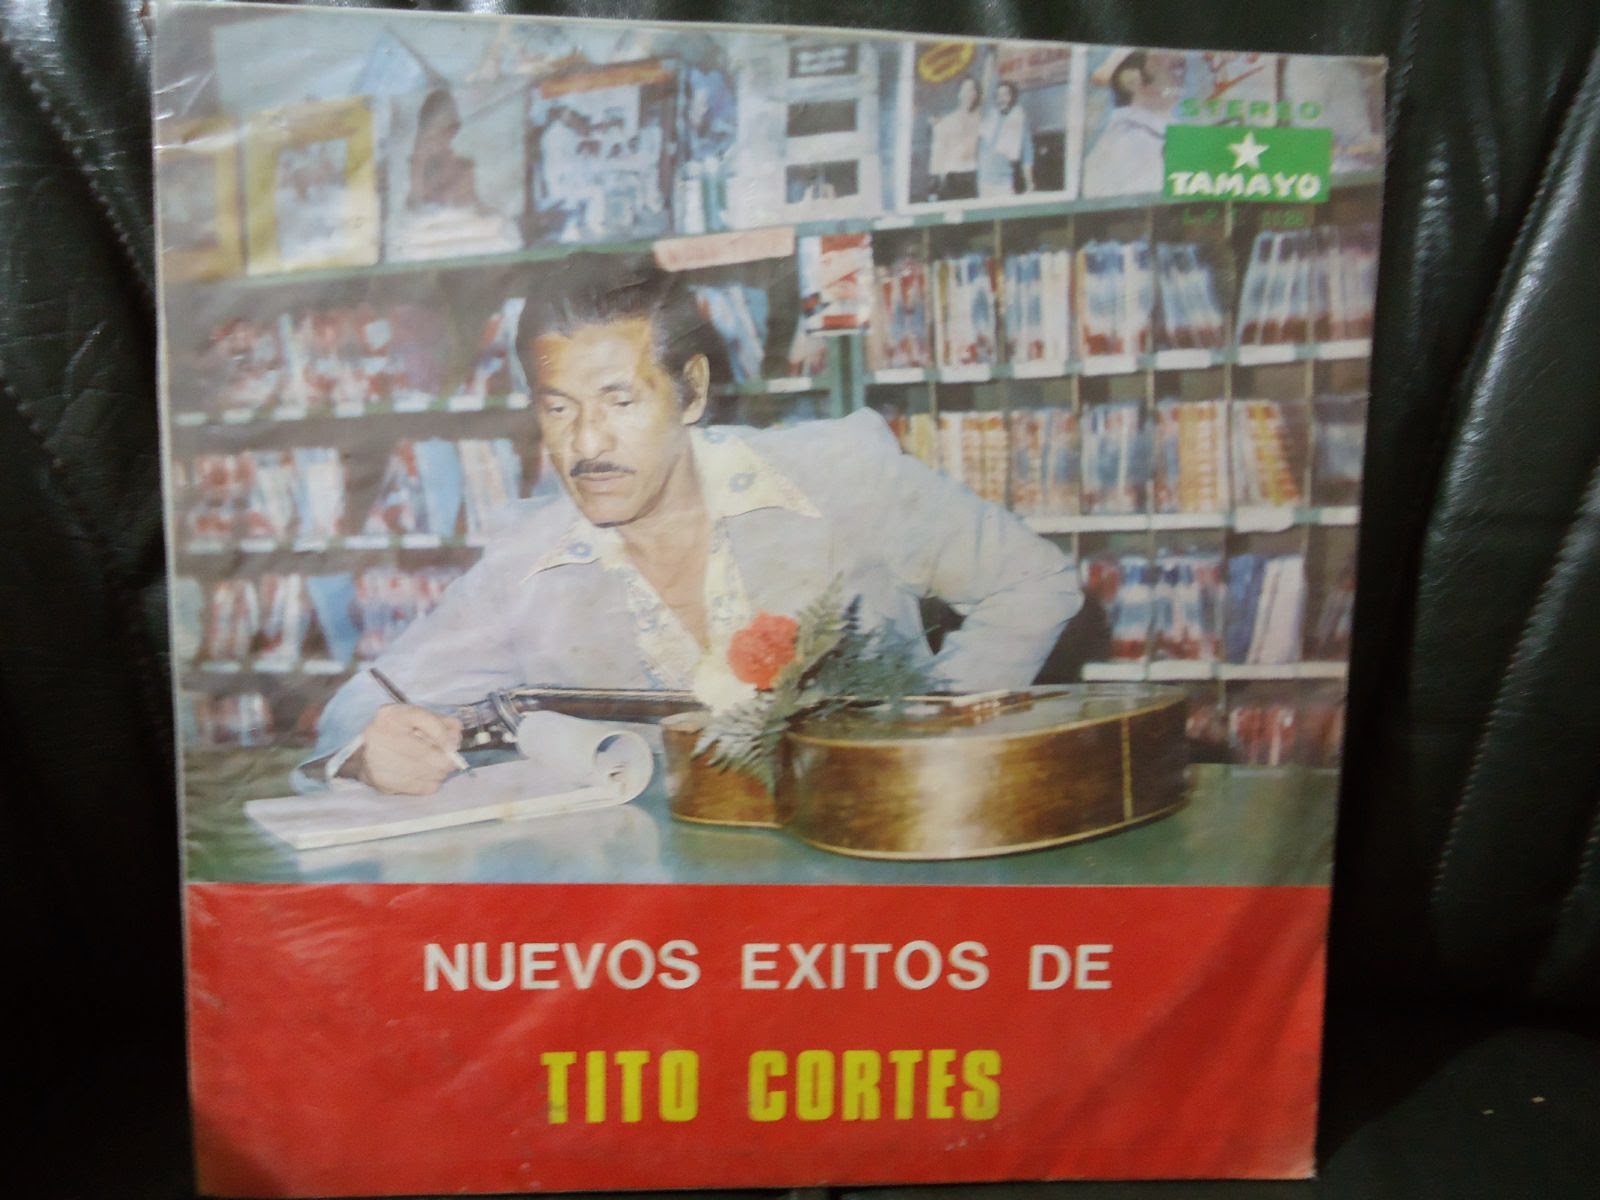 STEREO
TAMAYO
NUEVOS EXITOS DE
TITO CORTES